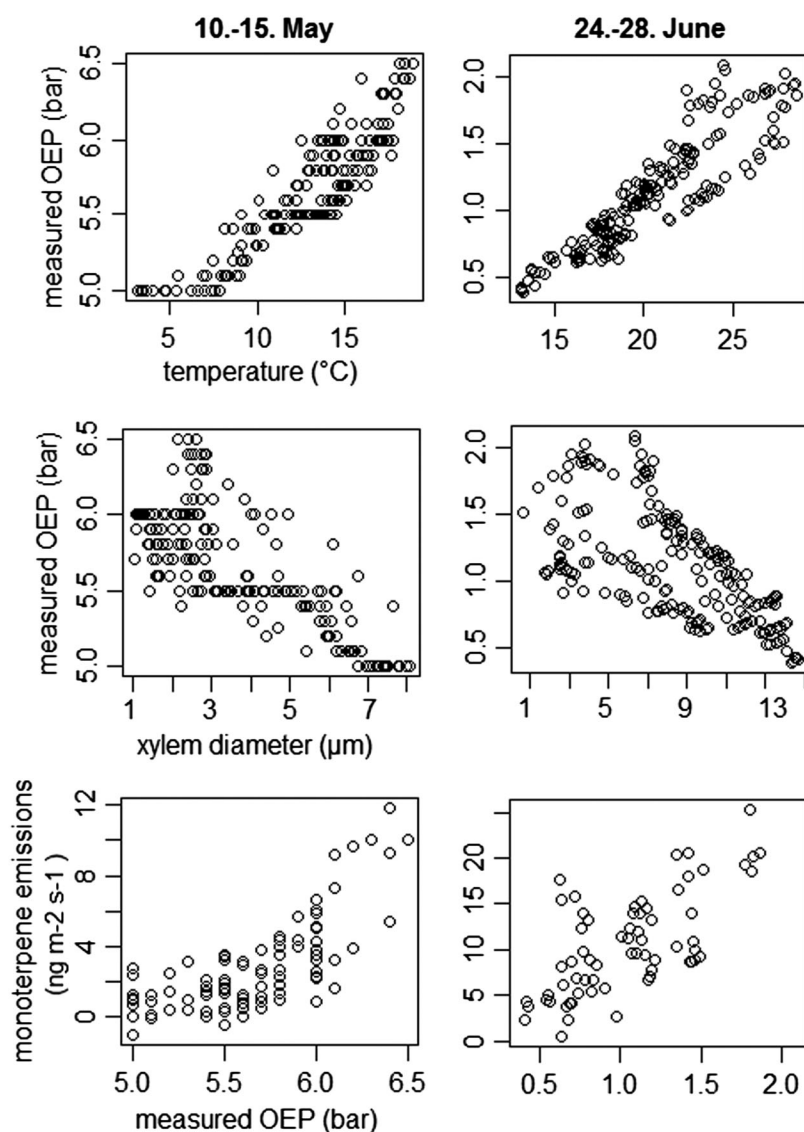 10.-15. May
24.-28. June
measured OEP (bar)
5.0 5.5 6.0 6.5
5 10 15
temperature (°C)
0.5 1.0 1.5 2.0
15 20 25
measured OEP (bar)
5.0 5.5 6.0 6.5
1 3 5 7
xylem diameter (µm)
0.5 1.0 1.5 2.0
1 5 9 13
monoterpene emissions
(ng m-2 s-1 )
0 4 8 12
5.0 5.5 6.0 6.5
measured OEP (bar)
0 5 10 15 20
0.5 1.0 1.5 2.0